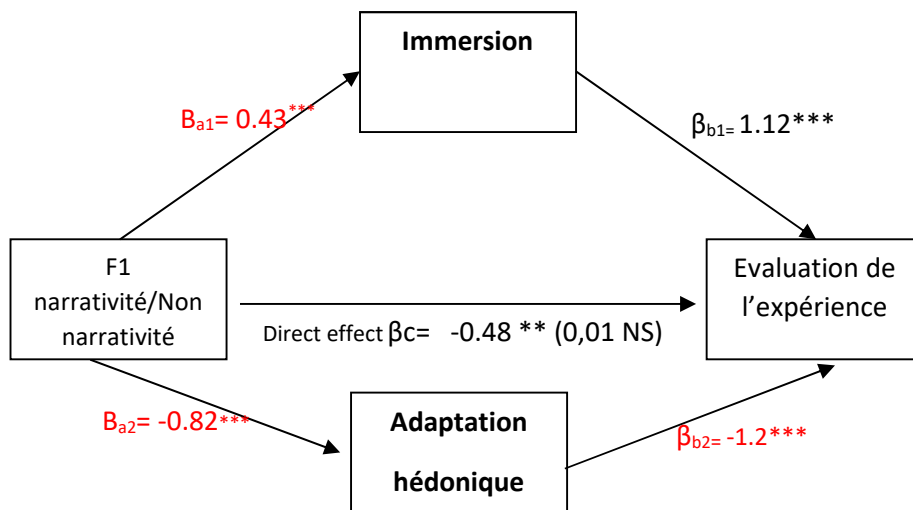 Immersion
Ba1= 0.43***
βb1= 1.12***
F1
narrativité/Non
narrativité
Direct effect βc= -0.48 ** (0,01 NS)
Evaluation de
l’expérience
Ba2= -0.82***
Adaptation
hédonique
βb2= -1.2***